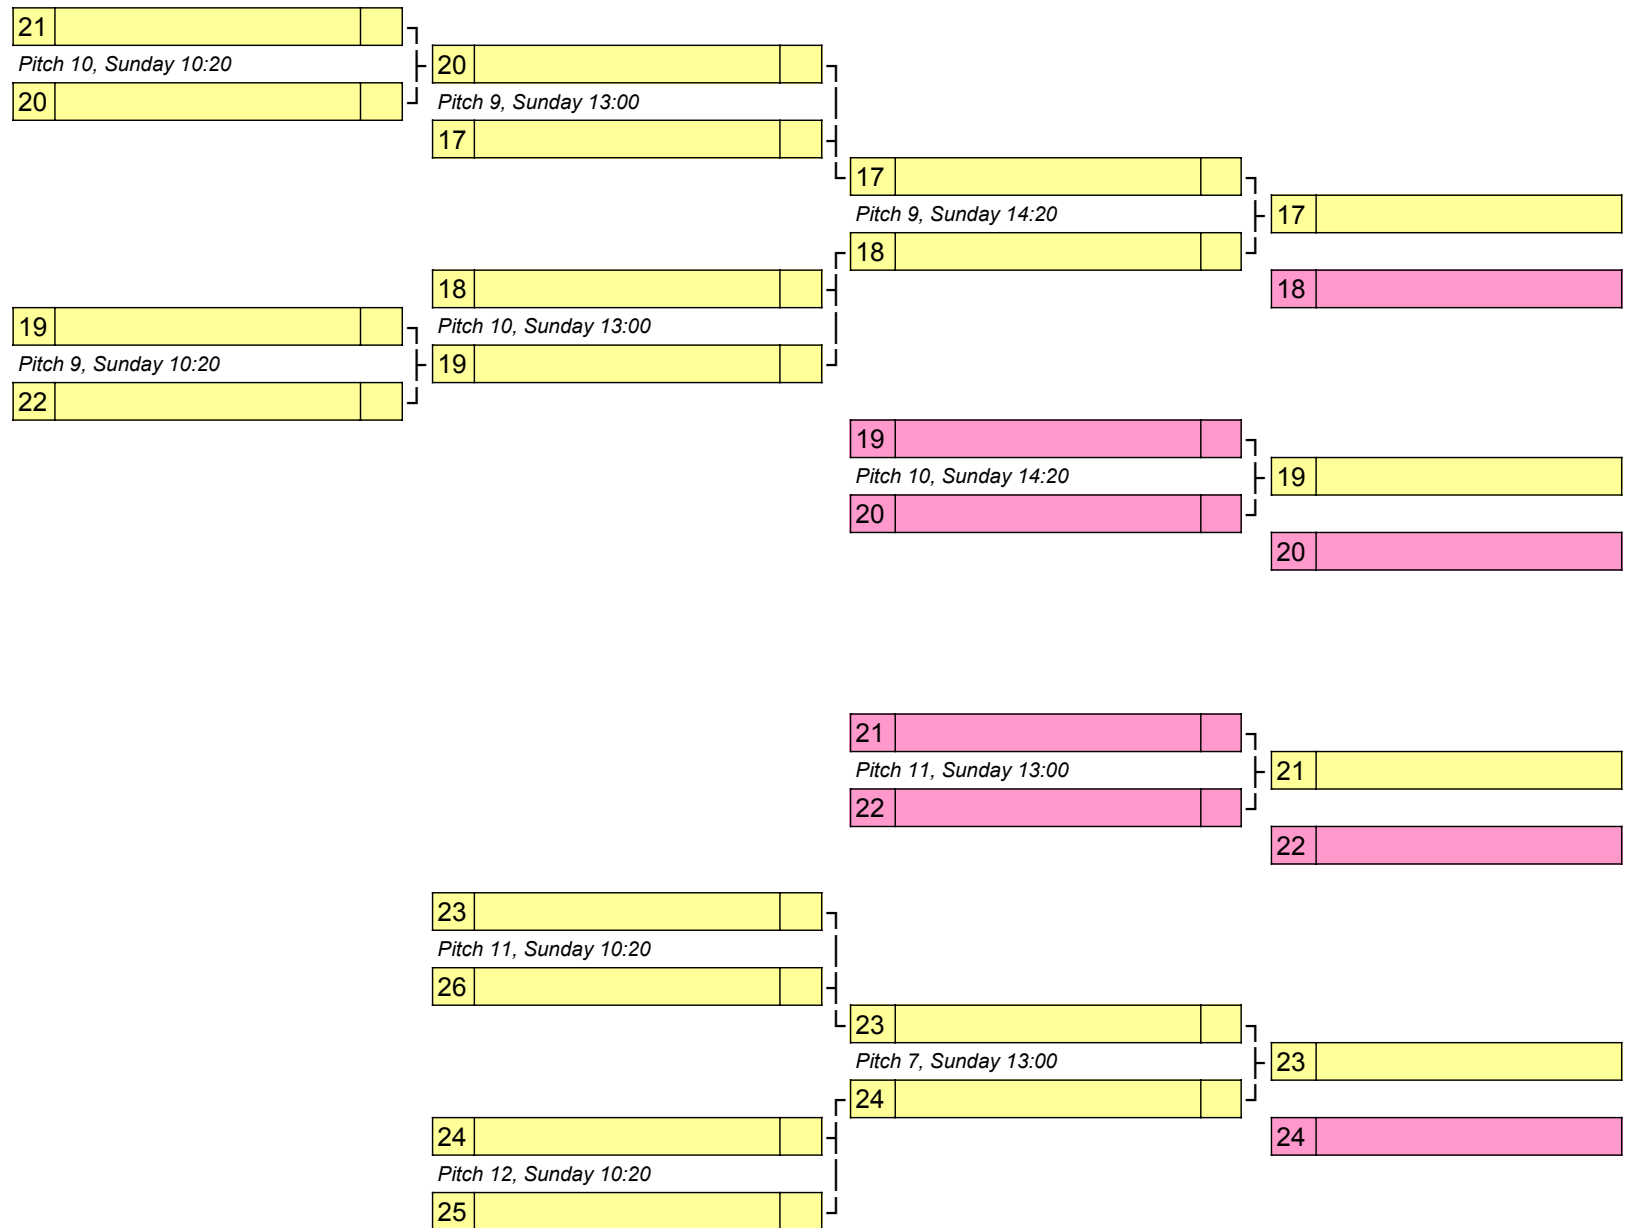 21
Pitch 10, Sunday 10:20
20
20
Pitch 9, Sunday 13:00
17
17
Pitch 9, Sunday 14:20
18
17
18
18
Pitch 10, Sunday 13:00
19
19
Pitch 9, Sunday 10:20
22
19
Pitch 10, Sunday 14:20
20
19
20
21
Pitch 11, Sunday 13:00
22
21
22
23
Pitch 11, Sunday 10:20
26
23
Pitch 7, Sunday 13:00
24
23
24
24
Pitch 12, Sunday 10:20
25